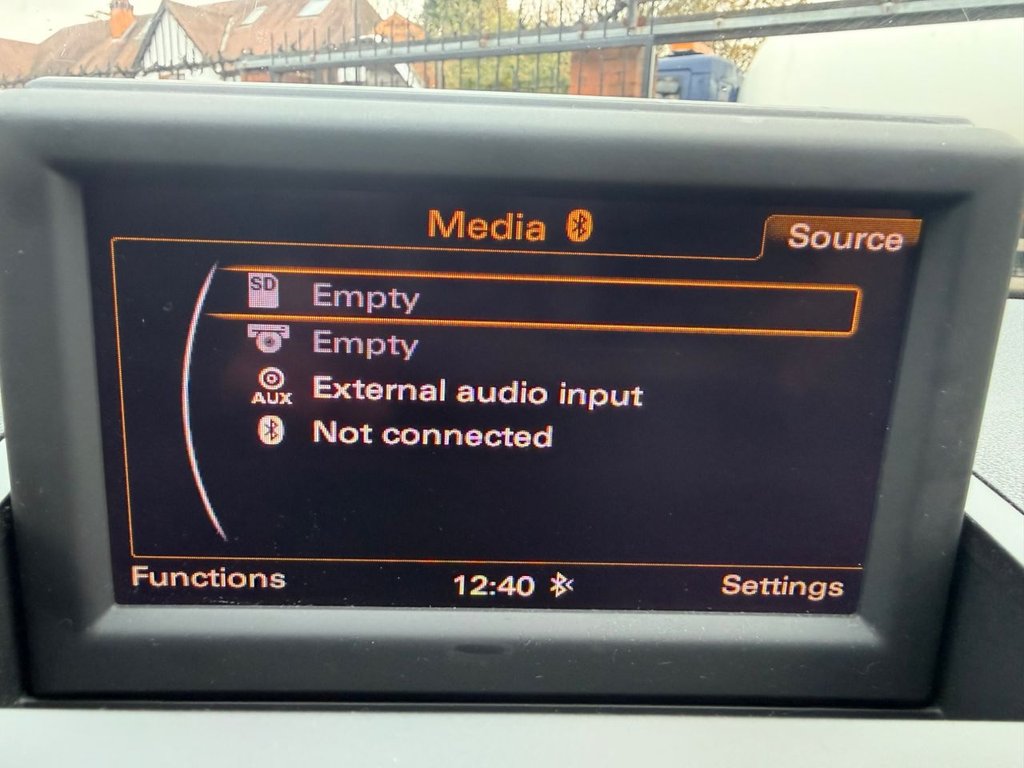 Media
Source
SD Empty
Empty
AUX External audio input
Not connected
Functions 12:40 Settings